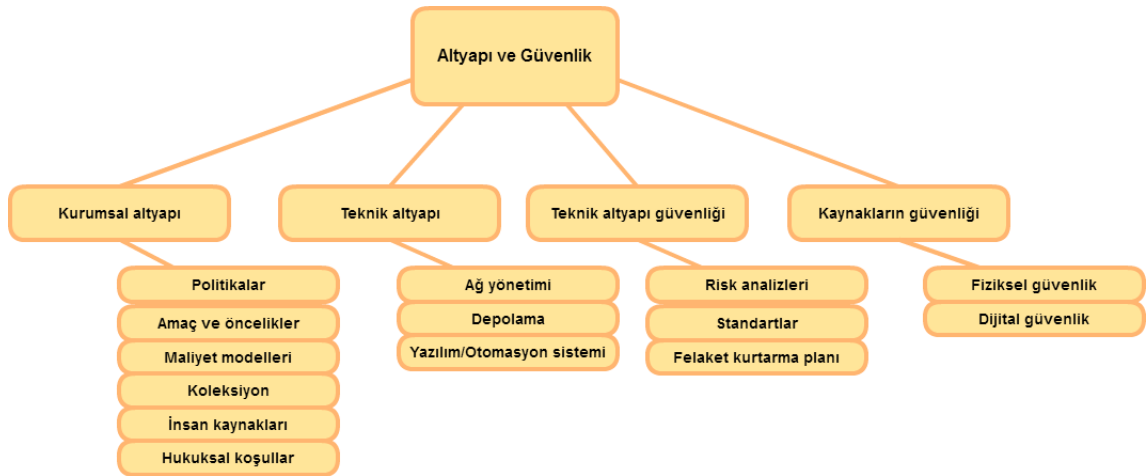 Altyapı ve Güvenlik
Kurumsal altyapı
Teknik altyapı
Teknik altyapı güvenliği
Kaynakların güvenliği
Politikalar
Amaç ve öncelikler
Maliyet modelleri
Koleksiyon
İnsan kaynakları
Hukuksal koşullar
Ağ yönetimi
Depolama
Yazılım/Otomasyon sistemi
Risk analizleri
Standartlar
Felaket kurtarma planı
Fiziksel güvenlik
Dijital güvenlik